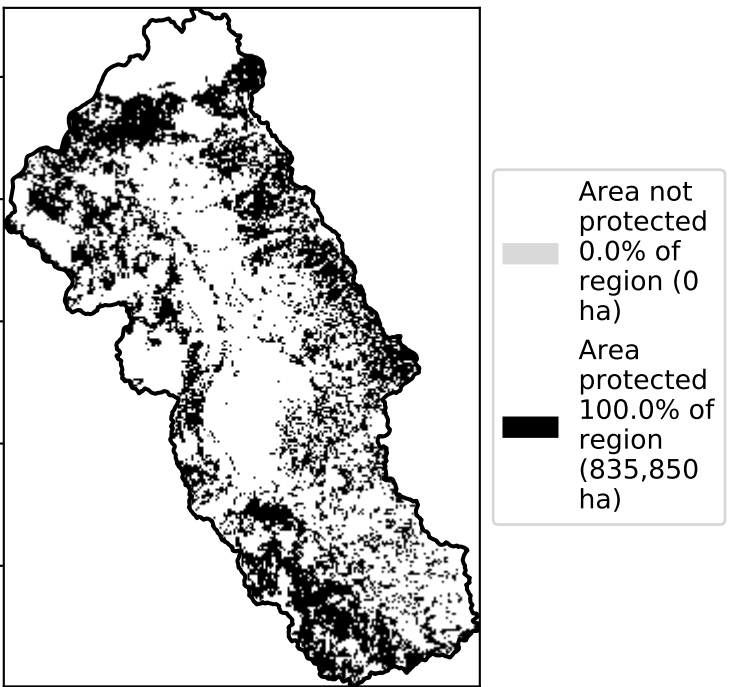 Area not
protected
0.0% of
region (0
ha)
Area
protected
100.0% of
region
(835,850
ha)